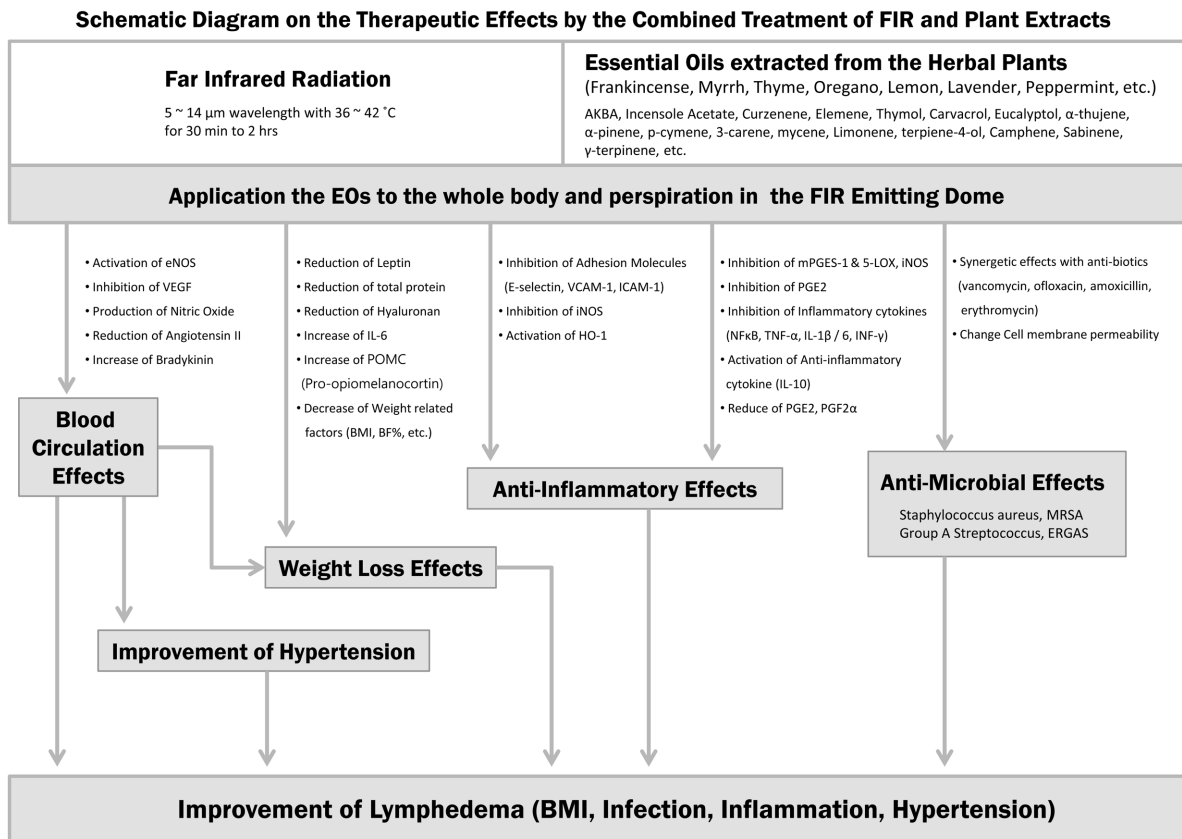 Schematic Diagram on the Therapeutic Effects by the Combined Treatment of FIR and Plant Extracts
Far Infrared Radiation
5 ~ 14 μm wavelength with 36 ~ 42 ˚C
for 30 min to 2 hrs
Essential Oils extracted from the Herbal Plants
(Frankincense, Myrrh, Thyme, Oregano, Lemon, Lavender, Peppermint, etc.)
AKBA, Incensole Acetate, Curzenene, Elemene, Thymol, Carvacrol, Eucalyptol, α-thujene,
α-pinene, p-cymene, 3-carene, mycene, Limonene, terpiene-4-ol, Camphene, Sabinene,
γ-terpinene, etc.
Application the EOs to the whole body and perspiration in the FIR Emitting Dome
• Activation of eNOS
• Inhibition of VEGF
• Production of Nitric Oxide
• Reduction of Angiotensin II
• Increase of Bradykinin
• Reduction of Leptin
• Reduction of total protein
• Reduction of Hyaluronan
• Increase of IL-6
• Increase of POMC
(Pro-opiomelanocortin)
• Decrease of Weight related
factors (BMI, BF%, etc.)
• Inhibition of Adhesion Molecules
(E-selectin, VCAM-1, ICAM-1)
• Inhibition of iNOS
• Activation of HO-1
• Inhibition of mPGES-1 & 5-LOX, iNOS
• Inhibition of PGE2
• Inhibition of Inflammatory cytokines
(NFκB, TNF-α, IL-1β / 6, INF-γ)
• Activation of Anti-inflammatory
cytokine (IL-10)
• Reduce of PGE2, PGF2α
• Synergetic effects with anti-biotics
(vancomycin, ofloxacin, amoxicillin,
erythromycin)
• Change Cell membrane permeability
Blood
Circulation
Effects
Anti-Inflammatory Effects
Anti-Microbial Effects
Staphylococcus aureus, MRSA
Group A Streptococcus, ERGAS
Weight Loss Effects
Improvement of Hypertension
Improvement of Lymphedema (BMI, Infection, Inflammation, Hypertension)